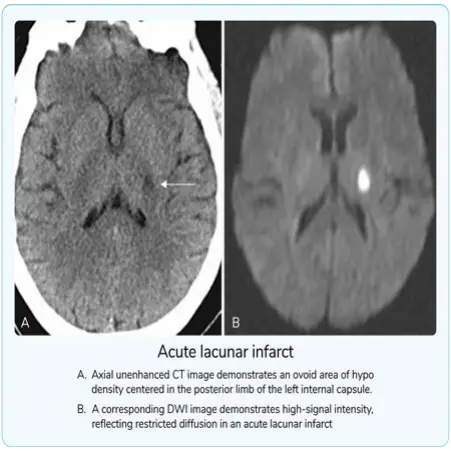 A
B
Acute lacunar infarct
A. Axial unenhanced CT image demonstrates an ovoid area of hypo
density centered in the posterior limb of the left internal capsule.
B. A corresponding DWI image demonstrates high-signal intensity,
reflecting restricted diffusion in an acute lacunar infarct